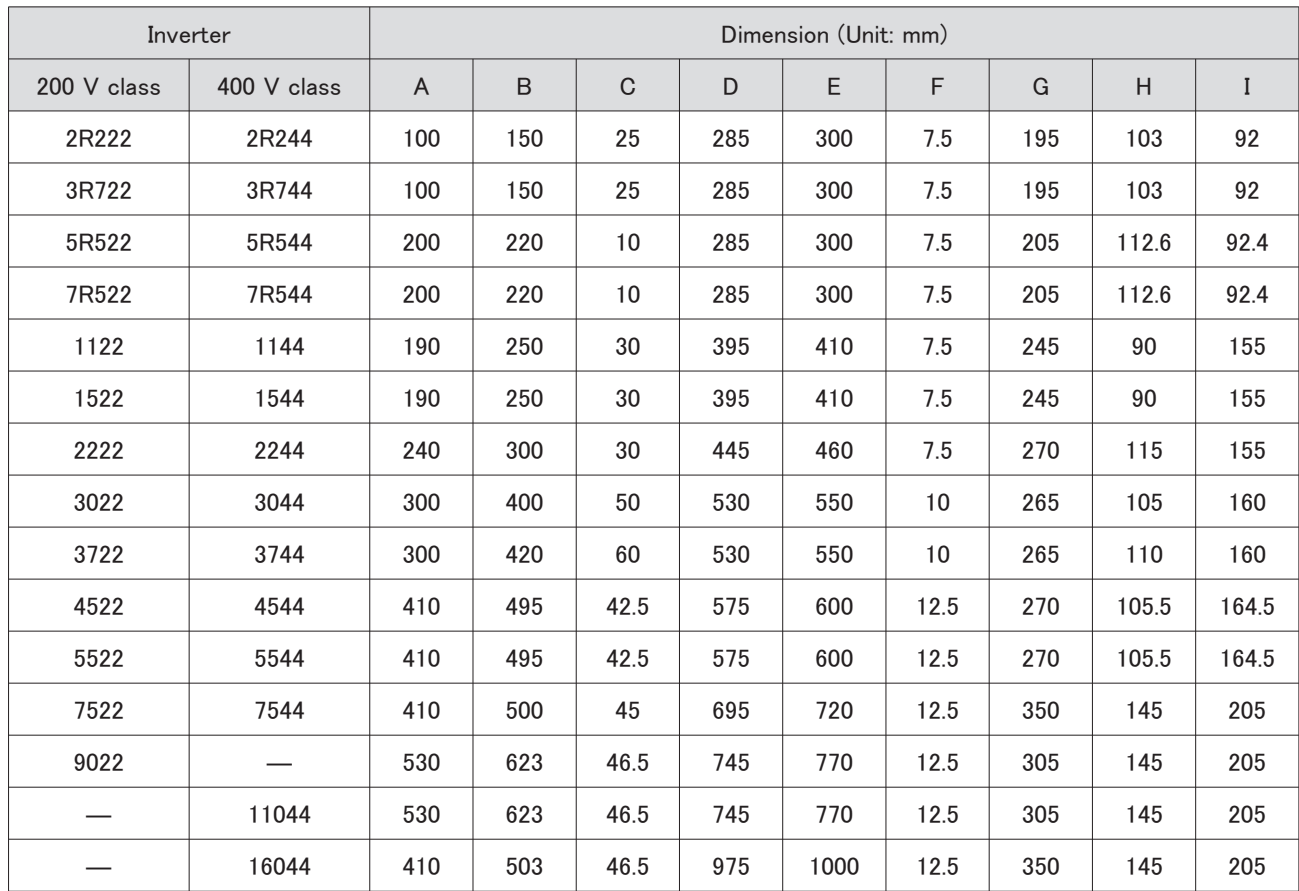 Inverter Dimension (Unit: mm)
200 V class 400 V class A B C D E F G H I
2R222 2R244 100 150 25 285 300 7.5 195 103 92
3R722 3R744 100 150 25 285 300 7.5 195 103 92
5R522 5R544 200 220 10 285 300 7.5 205 112.6 92.4
7R522 7R544 200 220 10 285 300 7.5 205 112.6 92.4
1122 1144 190 250 30 395 410 7.5 245 90 155
1522 1544 190 250 30 395 410 7.5 245 90 155
2222 2244 240 300 30 445 460 7.5 270 115 155
3022 3044 300 400 50 530 550 10 265 105 160
3722 3744 300 420 60 530 550 10 265 110 160
4522 4544 410 495 42.5 575 600 12.5 270 105.5 164.5
5522 5544 410 495 42.5 575 600 12.5 270 105.5 164.5
7522 7544 410 500 45 695 720 12.5 350 145 205
9022 — 530 623 46.5 745 770 12.5 305 145 205
— 11044 530 623 46.5 745 770 12.5 305 145 205
— 16044 410 503 46.5 975 1000 12.5 350 145 205